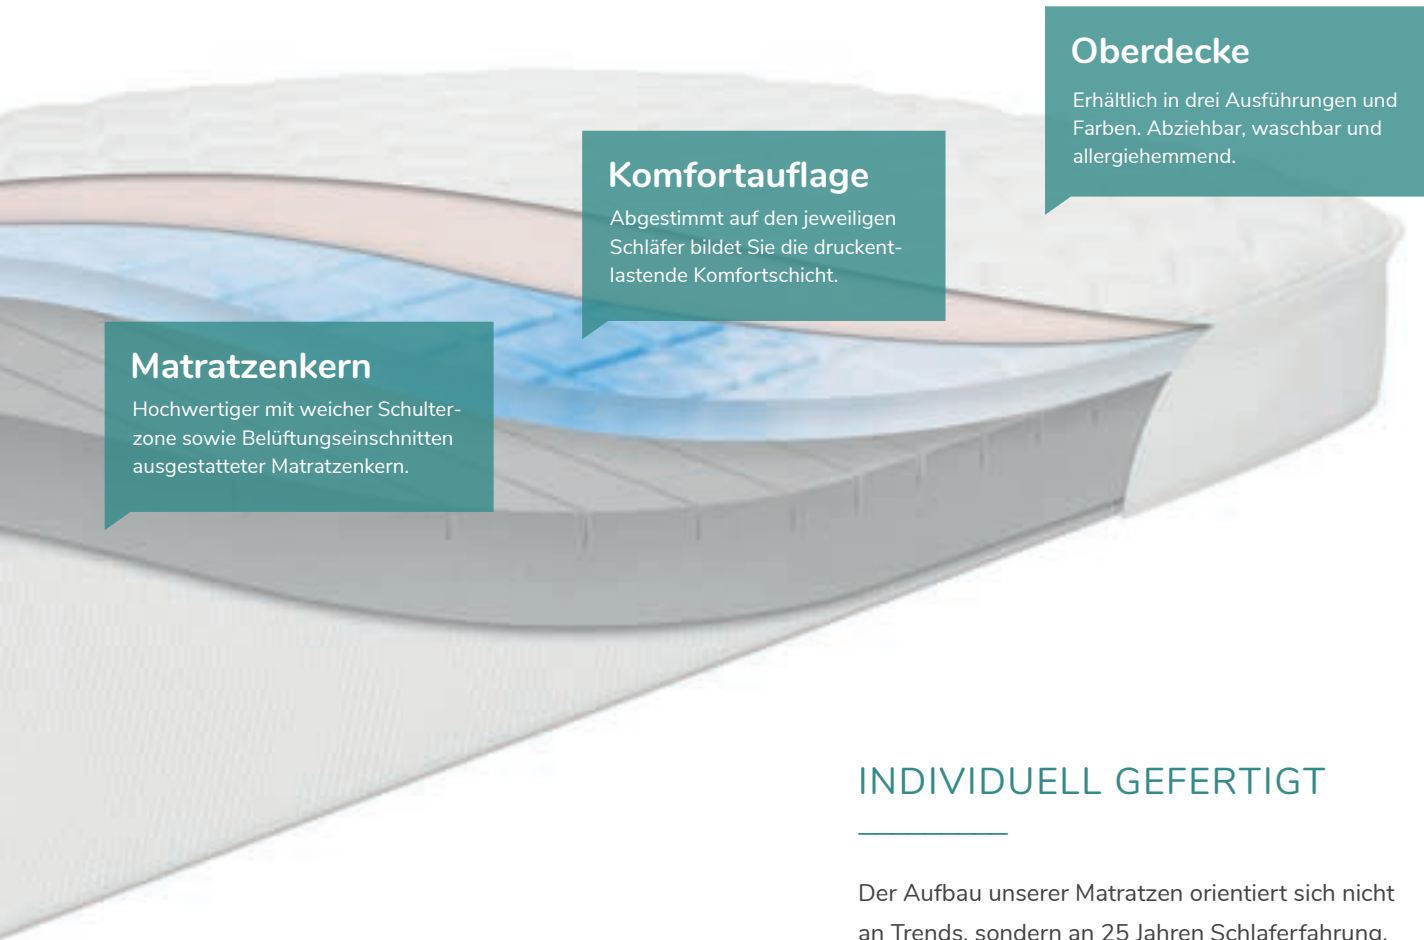 Oberdecke
Erhältlich in drei Ausführungen und
Farben. Abziehbar, waschbar und
allergiehemmend.
Komfortauflage
Abgestimmt auf den jeweiligen
Schläfer bildet Sie die druckent-
lastende Komfortschicht.
Matratzenkern
Hochwertiger mit weicher Schulter-
zone sowie Belüftungseinschnitten
ausgestatteter Matratzenkern.
INDIVIDUELL GEFERTIGT
Der Aufbau unserer Matratzen orientiert sich nicht
an Trends, sondern an 25 Jahren Schlaferfahrung.